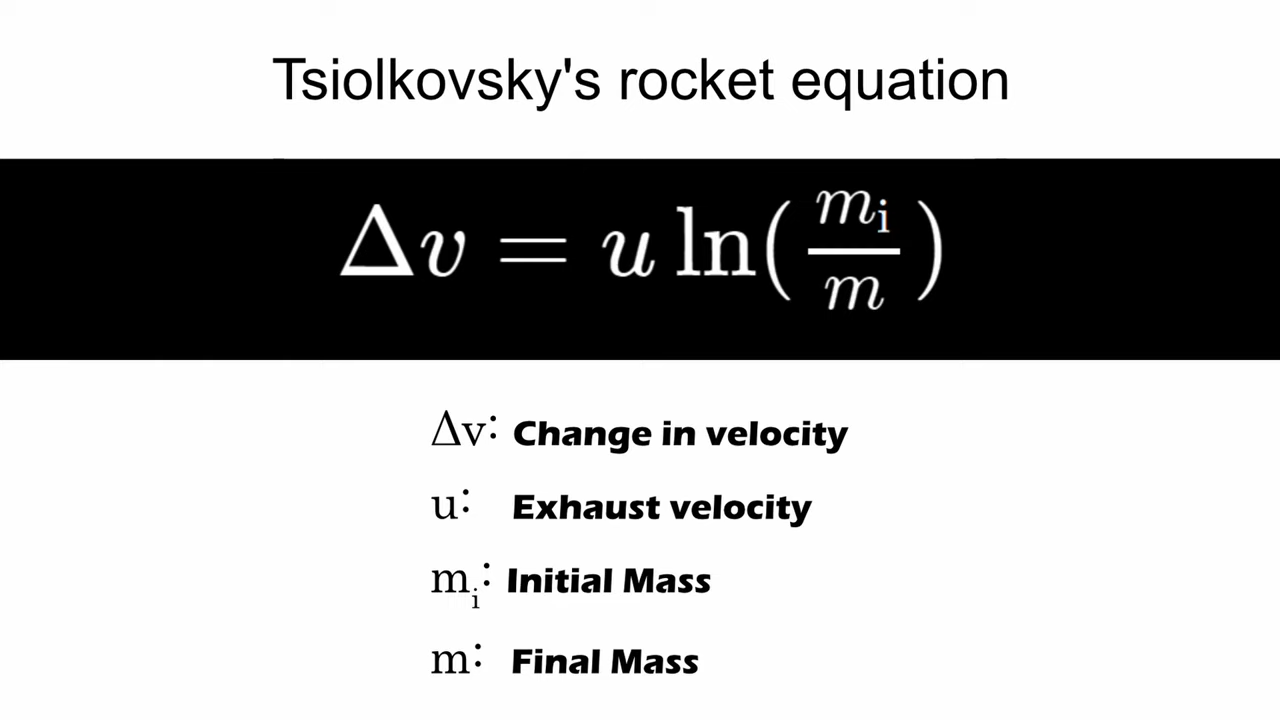 Tsiolkovsky's rocket equation
Δv = u ln(mᵢ/m)
Δv: Change in velocity
u: Exhaust velocity
mᵢ: Initial Mass
m: Final Mass